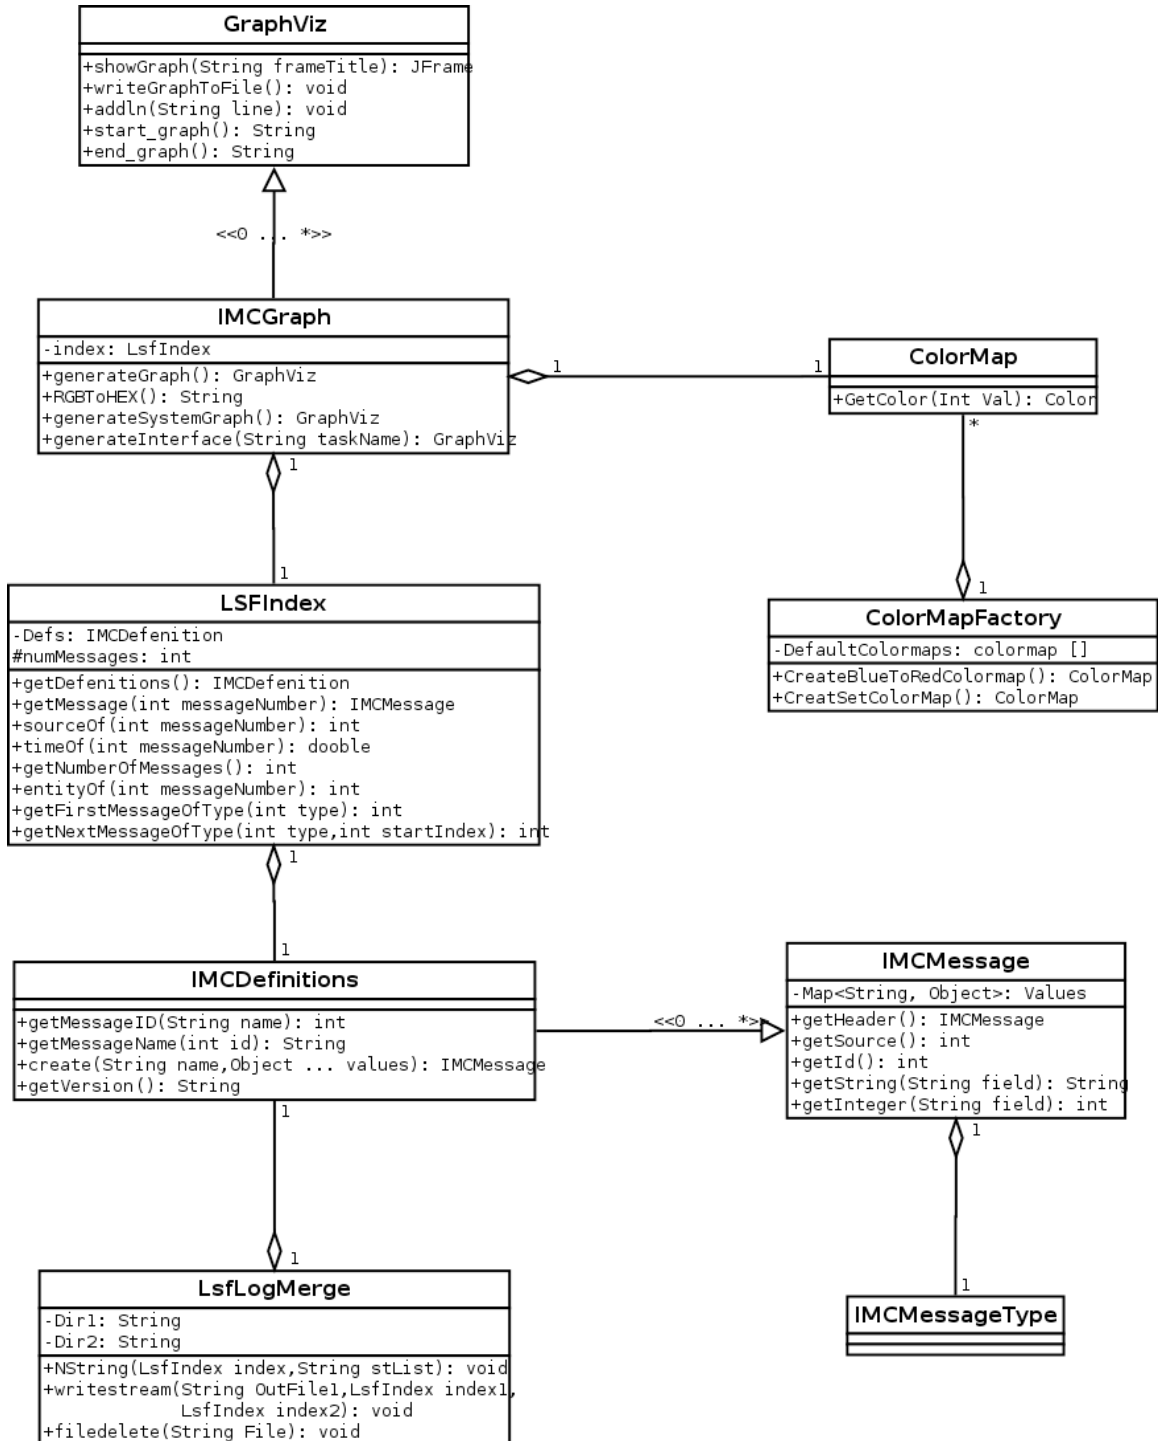 GraphViz
+showGraph(String frameTitle): JFrame
+writeGraphToFile(): void
+addln(String line): void
+start_graph(): String
+end_graph(): String
<<0 ... *>>
IMCGraph
-index: LsfIndex
+generateGraph(): GraphViz
+RGBToHEX(): String
+generateSystemGraph(): GraphViz
+generateInterface(String taskName): GraphViz
1
1
ColorMap
+GetColor(Int Val): Color
*
1
1
1
ColorMapFactory
-DefaultColormaps: colormap []
+CreateBlueToRedColormap(): ColorMap
+CreatSetColorMap(): ColorMap
LSFIndex
-Defs: IMCDefenition
#numMessages: int
+getDefenitions(): IMCDefenition
+getMessage(int messageNumber): IMCMessage
+sourceOf(int messageNumber): int
+timeOf(int messageNumber): dooble
+getNumberOfMessages(): int
+entityOf(int messageNumber): int
+getFirstMessageOfType(int type): int
+getNextMessageOfType(int type,int startIndex): int
1
1
IMCDefinitions
+getMessageID(String name): int
+getMessageName(int id): String
+create(String name,Object ... values): IMCMessage
+getVersion(): String
<<0 ... *>>
IMCMessage
-Map<String, Object>: Values
+getHeader(): IMCMessage
+getSource(): int
+getId(): int
+getString(String field): String
+getInteger(String field): int
1
1
1
1
IMCMessageType
LsfLogMerge
-Dir1: String
-Dir2: String
+NString(LsfIndex index,String stList): void
+writestream(String OutFile1,LsfIndex index1,
LsfIndex index2): void
+filedelete(String File): void